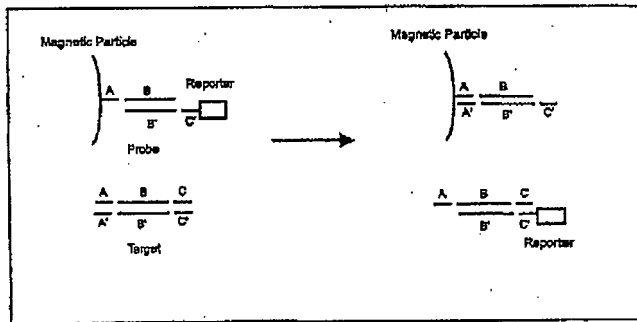 Magnetic Particle
A B Reporter
B' C'
Probe
A B C
A' B' C'
Target
Magnetic Particle
A B
A' B' C'
A B C
B' C'
Reporter